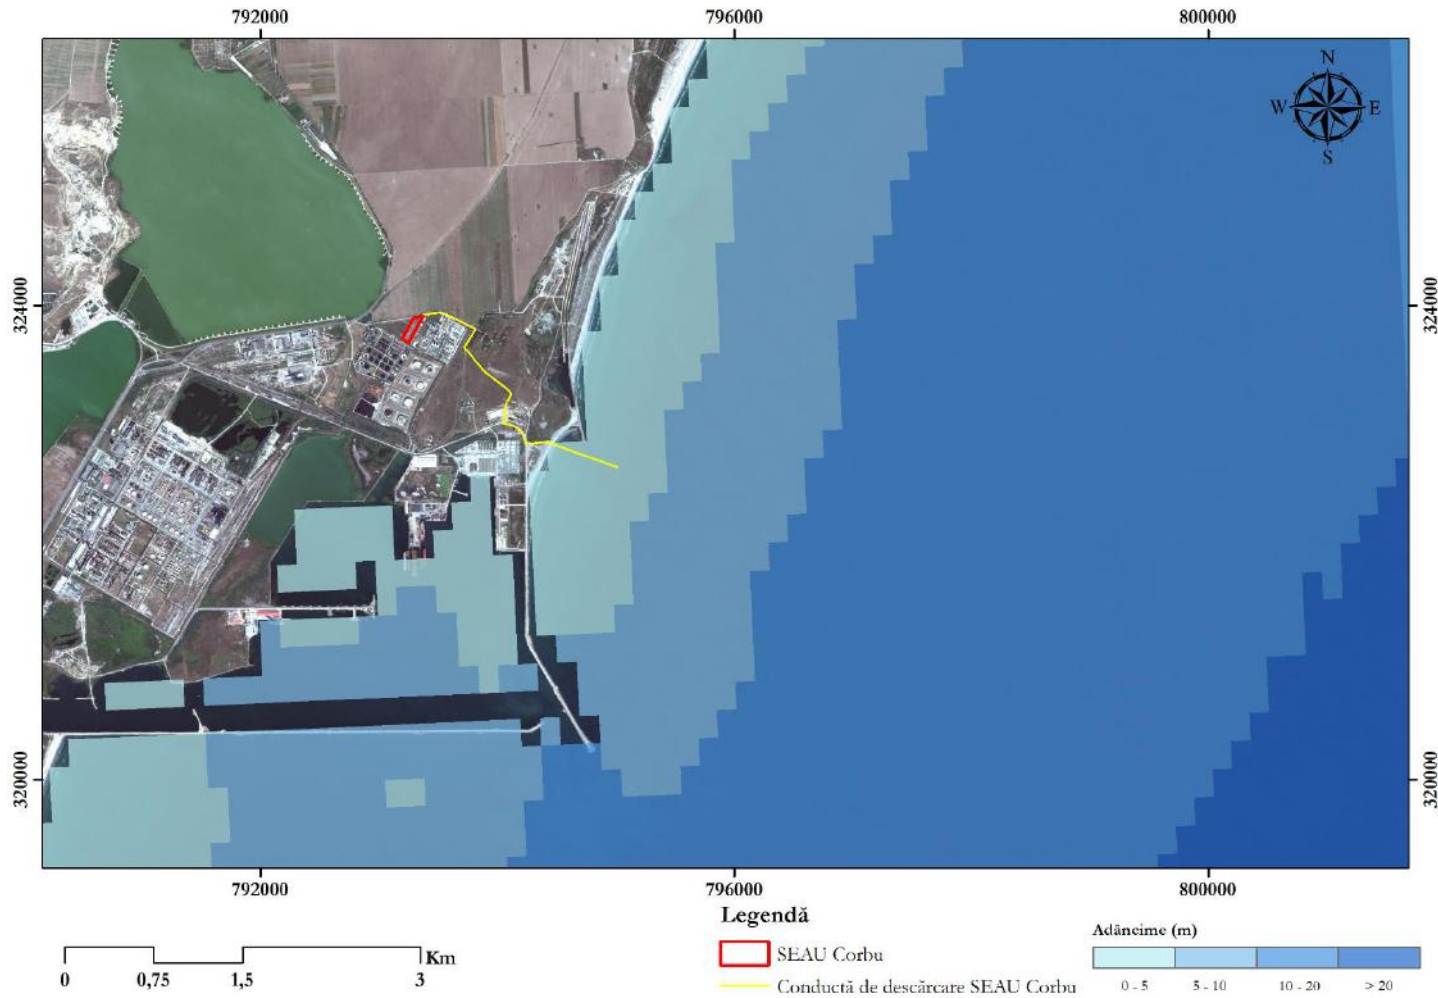 792000 796000 800000
N
W E
S
324000 324000
320000 320000
792000 796000 800000
Legendă
SEAU Corbu
Conductă de descărcare SEAU Corbu
Adâncime (m)
0 - 5 5 - 10 10 - 20 > 20
Km
0 0,75 1,5 3